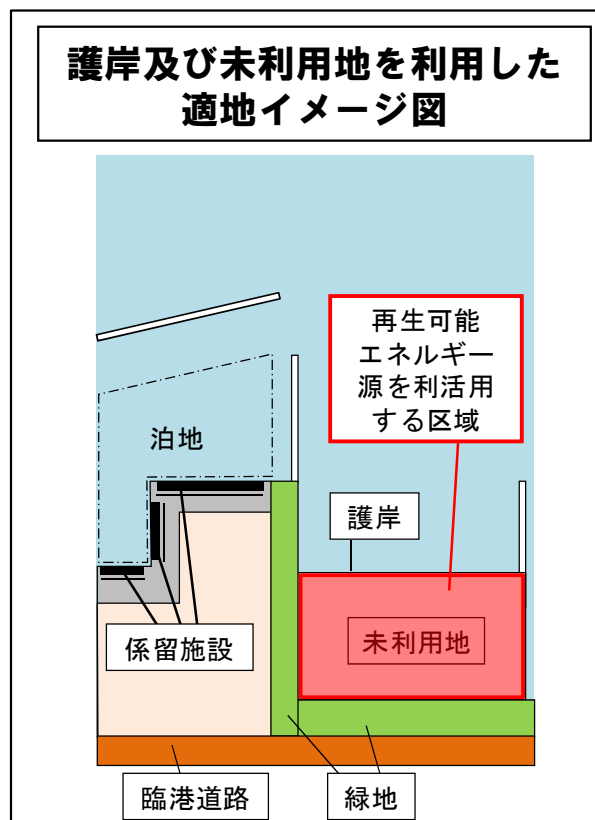 護岸及び未利用地を利用した
適地イメージ図
再生可能
エネルギー
源を利活用
する区域
泊地
護岸
係留施設
未利用地
臨港道路
緑地